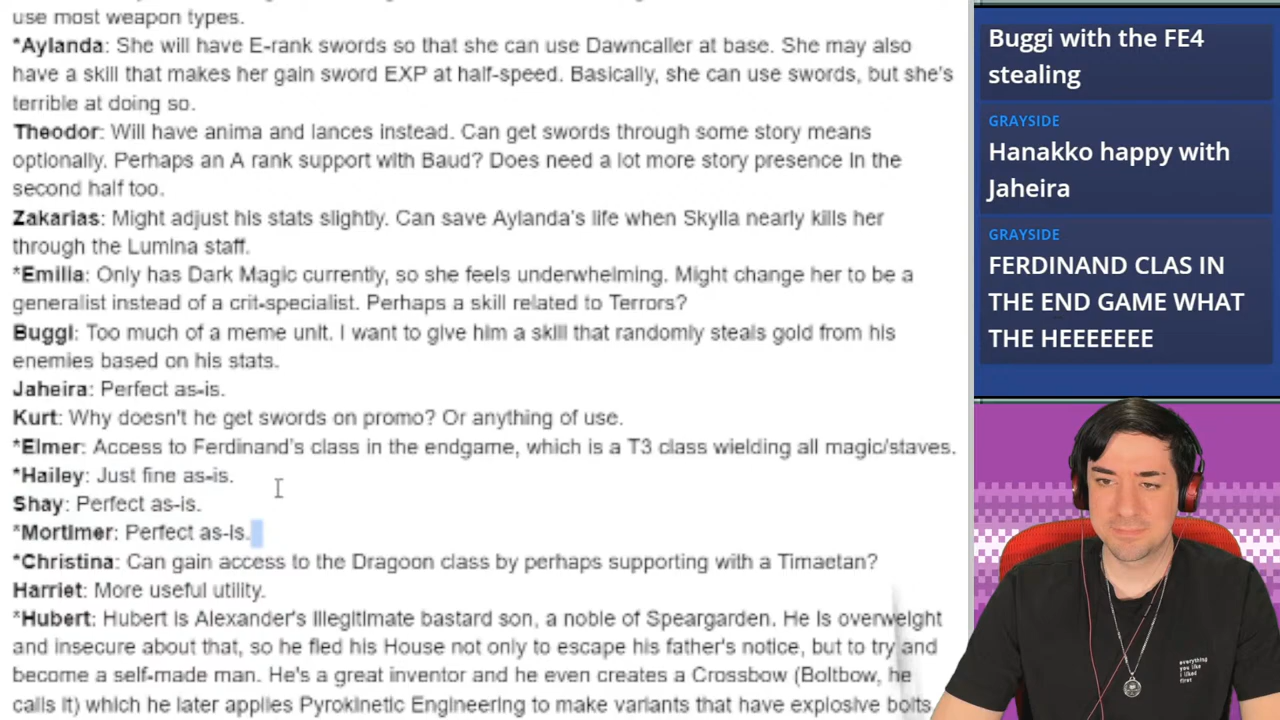 use most weapon types.
*Aylanda: She will have E-rank swords so that she can use Dawncaller at base. She may also
have a skill that makes her gain sword EXP at half-speed. Basically, she can use swords, but she's
terrible at doing so.
Theodor: Will have anima and lances instead. Can get swords through some story means
optionally. Perhaps an A rank support with Baud? Does need a lot more story presence in the
second half too.
Zakarias: Might adjust his stats slightly. Can save Aylanda's life when Skylla nearly kills her
through the Lumina staff.
*Emilia: Only has Dark Magic currently, so she feels underwhelming. Might change her to be a
generalist instead of a crit-specialist. Perhaps a skill related to Terrors?
Buggi: Too much of a meme unit. I want to give him a skill that randomly steals gold from his
enemies based on his stats.
Jaheira: Perfect as-is.
Kurt: Why doesn't he get swords on promo? Or anything of use.
*Elmer: Access to Ferdinand's class in the endgame, which is a T3 class wielding all magic/staves.
*Hailey: Just fine as-is.
Shay: Perfect as-is.
*Mortimer: Perfect as-is.
*Christina: Can gain access to the Dragoon class by perhaps supporting with a Timaetan?
Harriet: More useful utility.
*Hubert: Hubert is Alexander's illegitimate bastard son, a noble of Speargarden. He is overweight
and insecure about that, so he fled his House not only to escape his father's notice, but to try and
become a self-made man. He's a great inventor and he even creates a Crossbow (Boltbow, he
calls it) which he later applies Pyrokinetic Engineering to make variants that have explosive bolts.
Buggi with the FE4
stealing
GRAYSIDE
Hanakko happy with
Jaheira
GRAYSIDE
FERDINAND CLAS IN
THE END GAME WHAT
THE HEEEEEEE
everything
you like
i liked
first